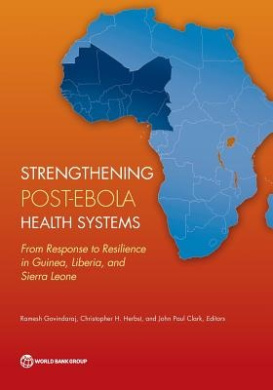 STRENGTHENING
POST-EBOLA
HEALTH SYSTEMS
From Response to Resilience
in Guinea, Liberia, and
Sierra Leone
Ramesh Govindaraj, Christopher H. Herbst, and John Paul Clark, Editors
WORLD BANK GROUP